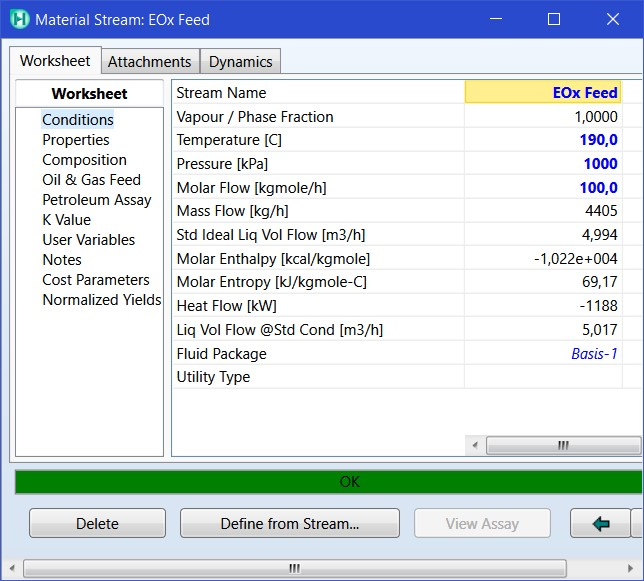 Material Stream: EOx Feed
Worksheet Attachments Dynamics
Worksheet
Conditions
Properties
Composition
Oil & Gas Feed
Petroleum Assay
K Value
User Variables
Notes
Cost Parameters
Normalized Yields
Stream Name EOx Feed
Vapour / Phase Fraction 1,0000
Temperature [C] 190,0
Pressure [kPa] 1000
Molar Flow [kgmole/h] 100,0
Mass Flow [kg/h] 4405
Std Ideal Liq Vol Flow [m3/h] 4,994
Molar Enthalpy [kcal/kgmole] -1,022e+004
Molar Entropy [kJ/kgmole-C] 69,17
Heat Flow [kW] -1188
Liq Vol Flow @Std Cond [m3/h] 5,017
Fluid Package Basis-1
Utility Type
OK
Delete Define from Stream... View Assay